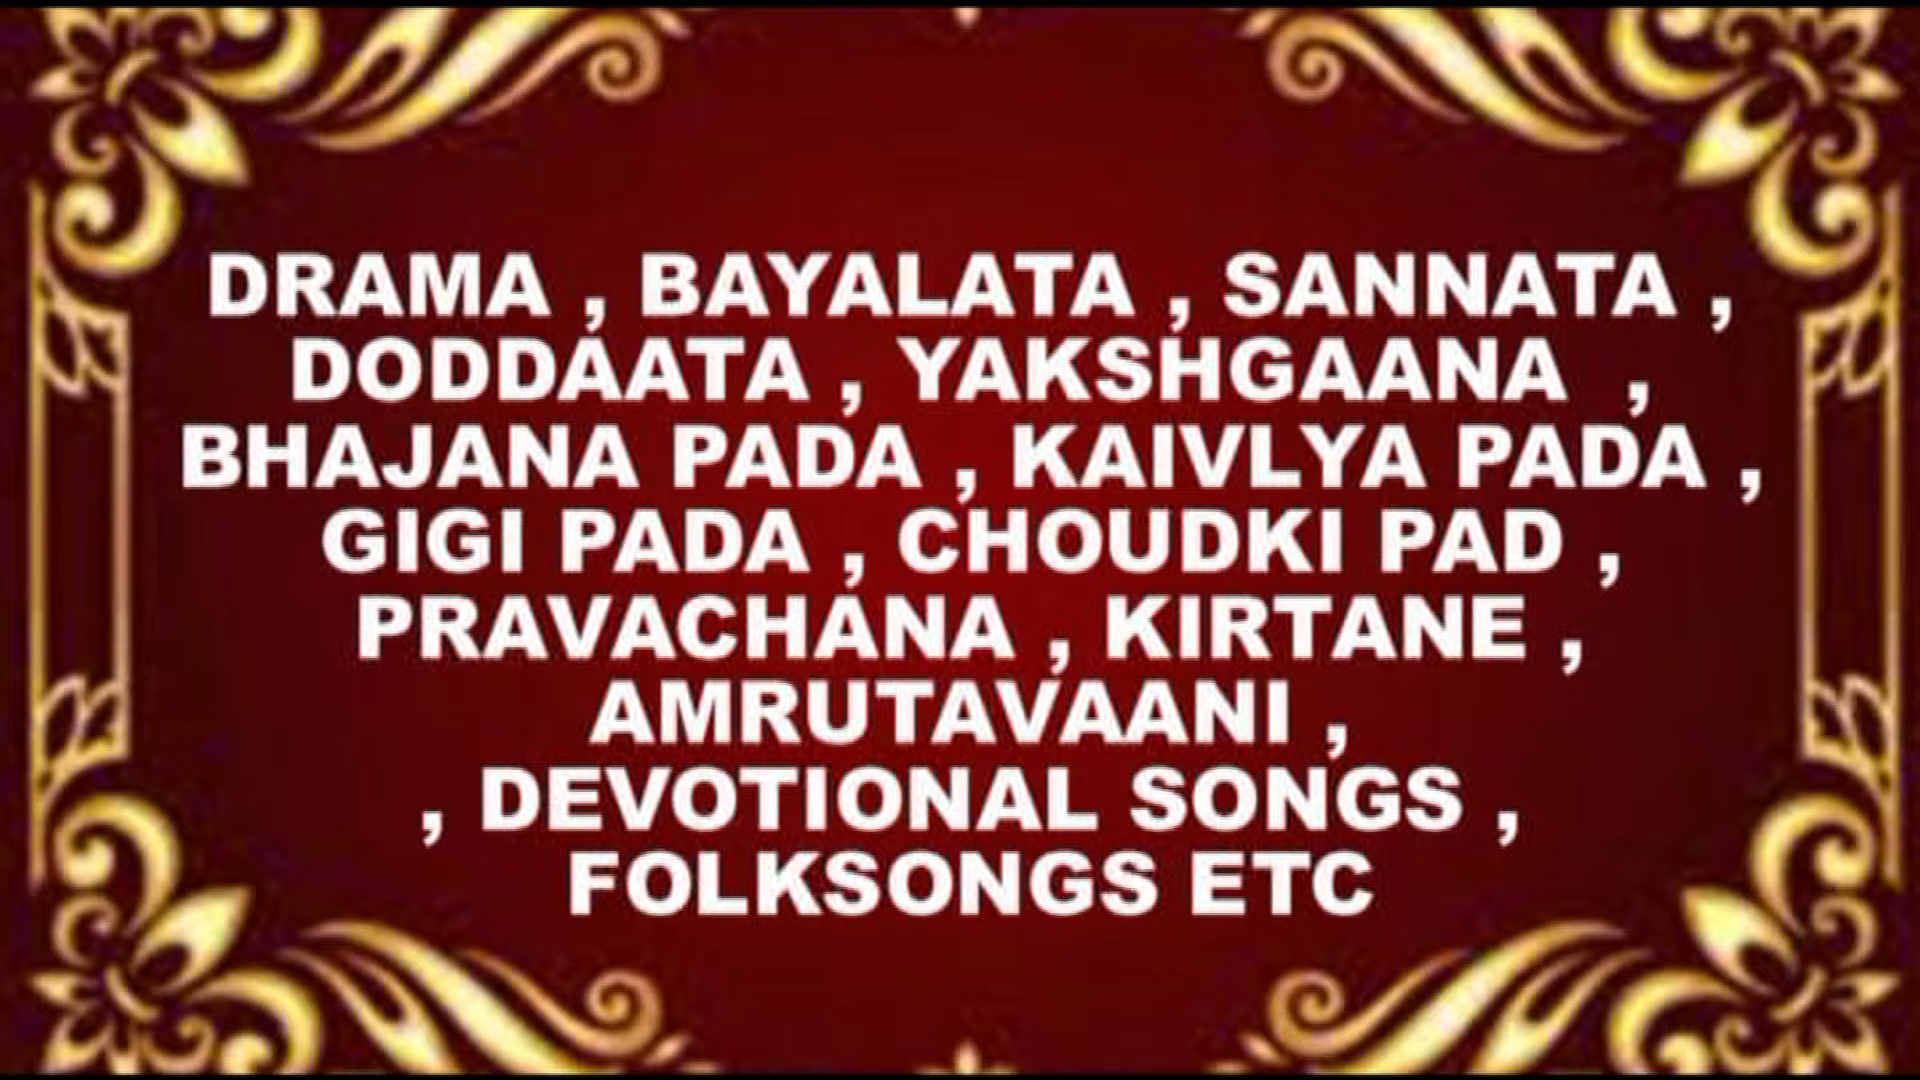 DRAMA , BAYALATA , SANNATA ,
DODDAATA , YAKSHGAANA ,
BHAJANA PADA , KAIVLYA PADA ,
GIGI PADA , CHOUDKI PAD ,
PRAVACHANA , KIRTANE ,
AMRUTAVAANI ,
, DEVOTIONAL SONGS ,
FOLKSONGS ETC